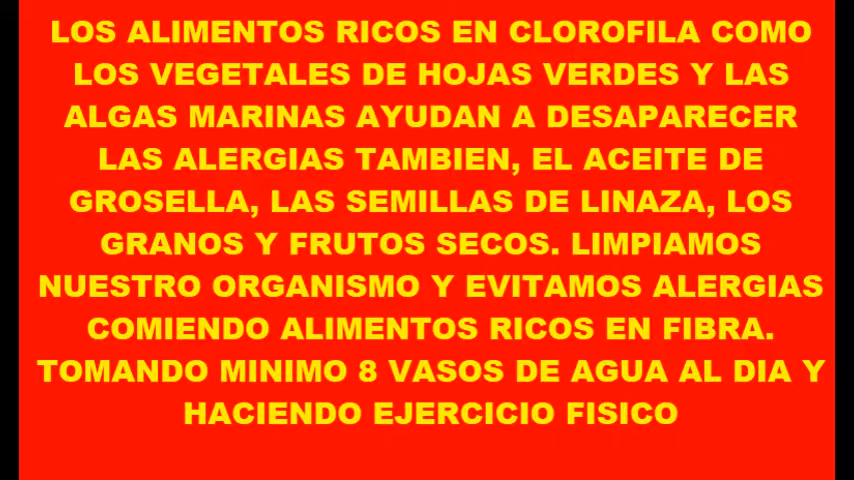 LOS ALIMENTOS RICOS EN CLOROFILA COMO
LOS VEGETALES DE HOJAS VERDES Y LAS
ALGAS MARINAS AYUDAN A DESAPARECER
LAS ALERGIAS TAMBIEN, EL ACEITE DE
GROSELLA, LAS SEMILLAS DE LINAZA, LOS
GRANOS Y FRUTOS SECOS. LIMPIAMOS
NUESTRO ORGANISMO Y EVITAMOS ALERGIAS
COMIENDO ALIMENTOS RICOS EN FIBRA.
TOMANDO MINIMO 8 VASOS DE AGUA AL DIA Y
HACIENDO EJERCICIO FISICO